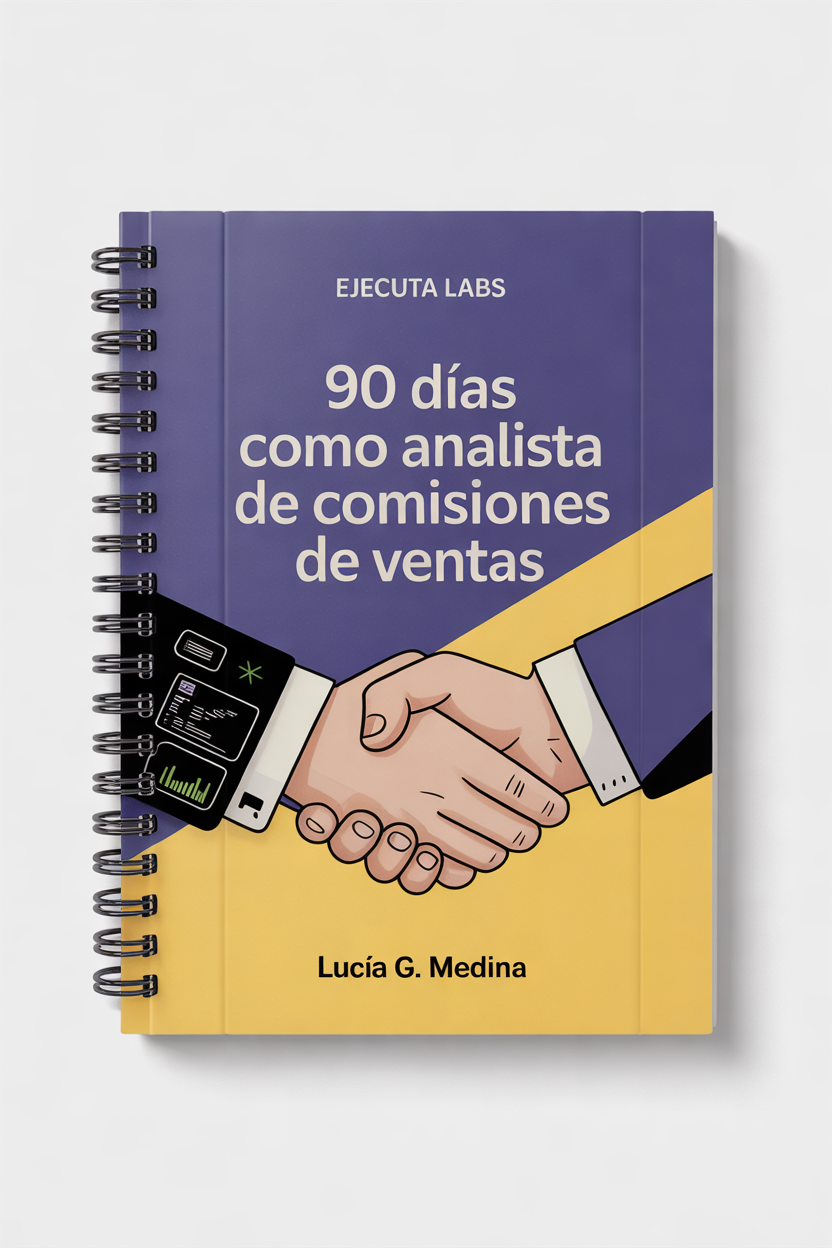 EJECUTA LABS
90 días
como analista
de comisiones
de ventas
Lucía G. Medina